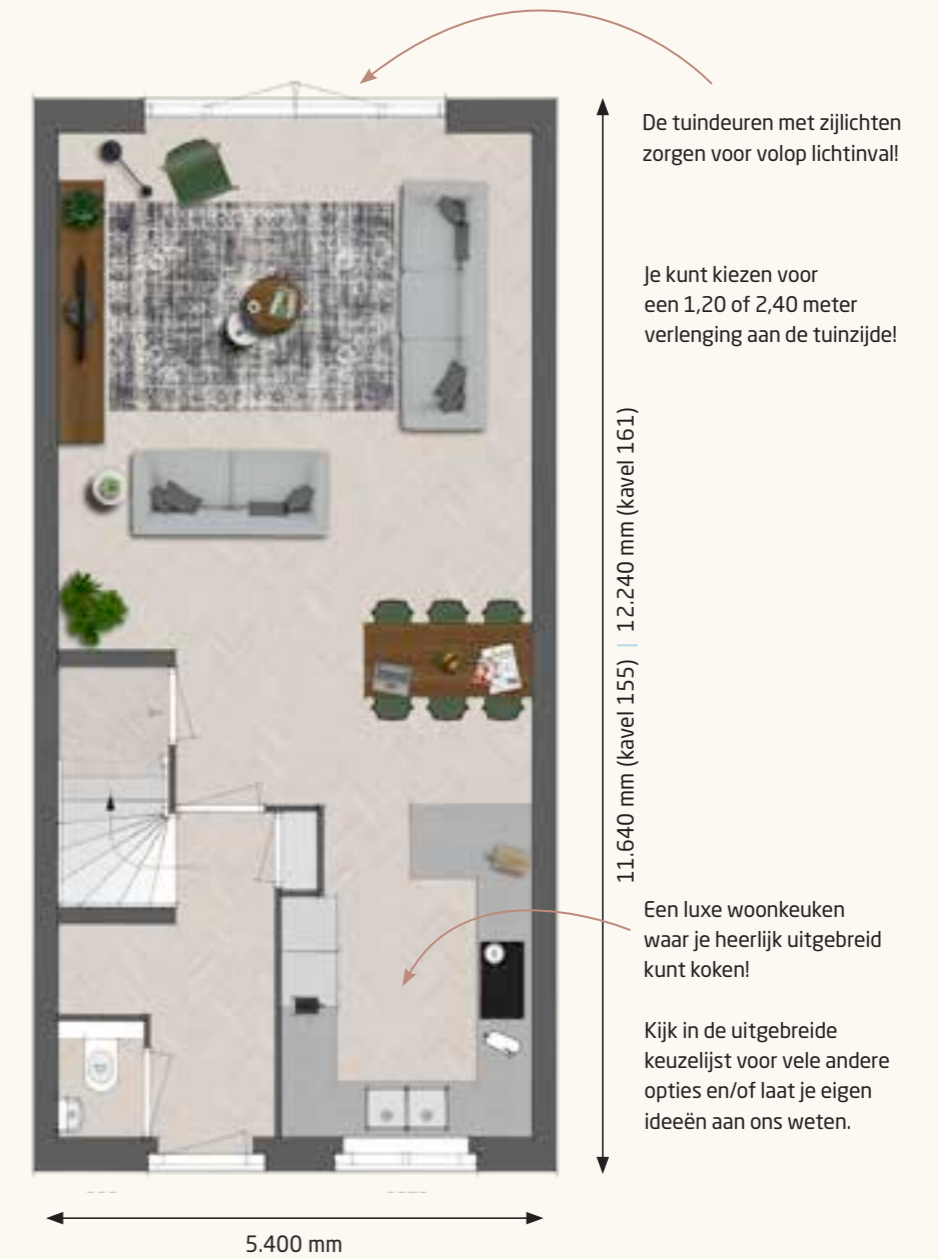 De tuindeuren met zijlichten
zorgen voor volop lichtinval!
Je kunt kiezen voor
een 1,20 of 2,40 meter
verlenging aan de tuinzijde!
11.640 mm (kavel 155) | 12.240 mm (kavel 161)
Een luxe woonkeuken
waar je heerlijk uitgebreid
kunt koken!
Kijk in de uitgebreide
keuzelijst voor vele andere
opties en/of laat je eigen
ideeën aan ons weten.
5.400 mm